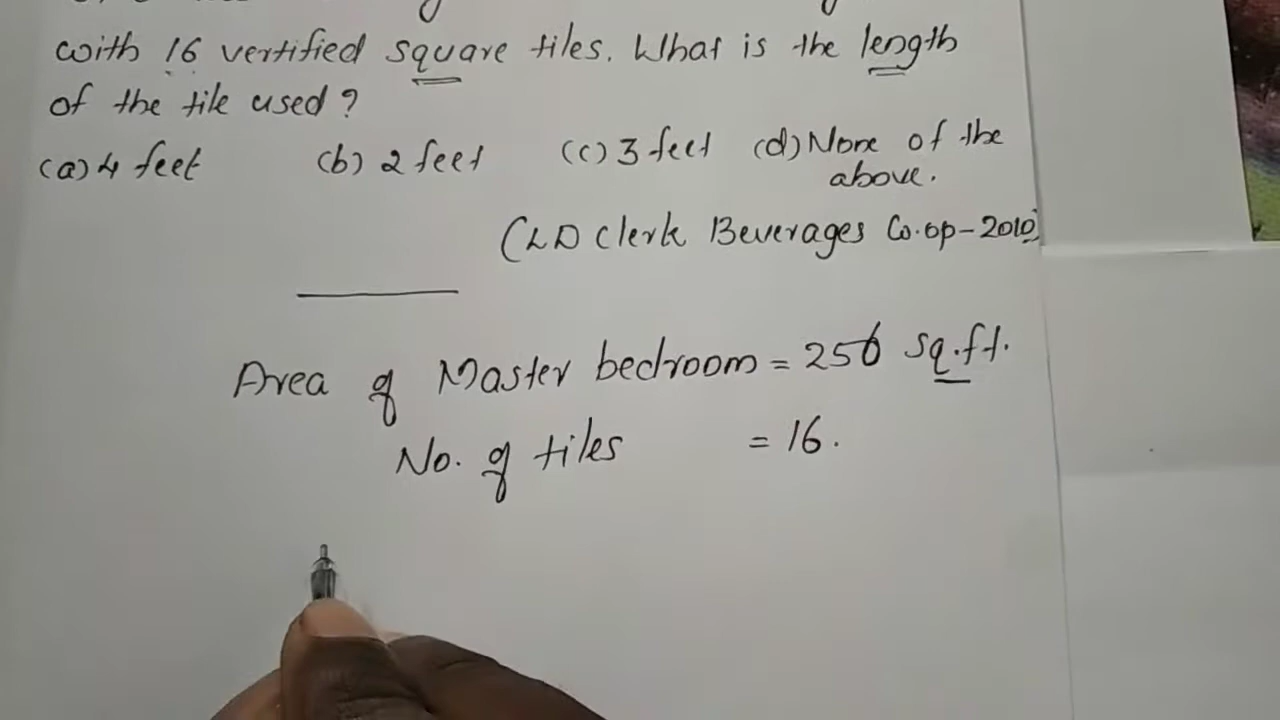 with 16 vertified square tiles. What is the length
of the tile used?
(a) 4 feet (b) 2 feet (c) 3 feet (d) None of the
above.
(LD Clerk Beverages Co.op-2010)
Area of Master bedroom = 256 sq.ft.
No. of tiles = 16.